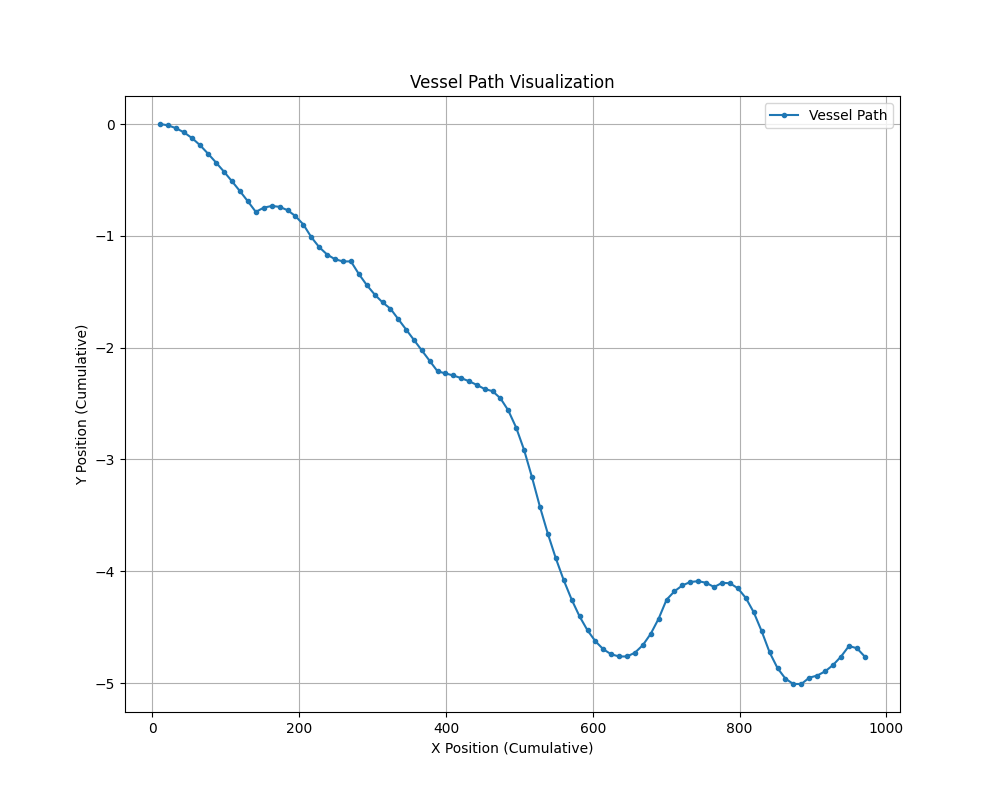 Vessel Path Visualization
Vessel Path
0
−1
−2
−3
−4
−5
Y Position (Cumulative)
0 200 400 600 800 1000
X Position (Cumulative)